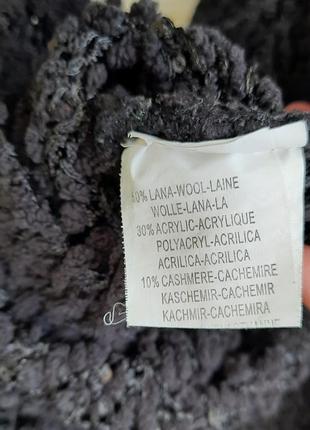 0% LANA-WOOL-LAINE
WOLLE-LANA-LA
30% ACRYLIC-ACRYLIQUE
POLYACRYL-ACRILICA
ACRILICA-ACRILICA
10% CASHMERE-CACHEMIRE
KASCHEMIR-CACHEMIR
KACHMIR-CACHEMIRA